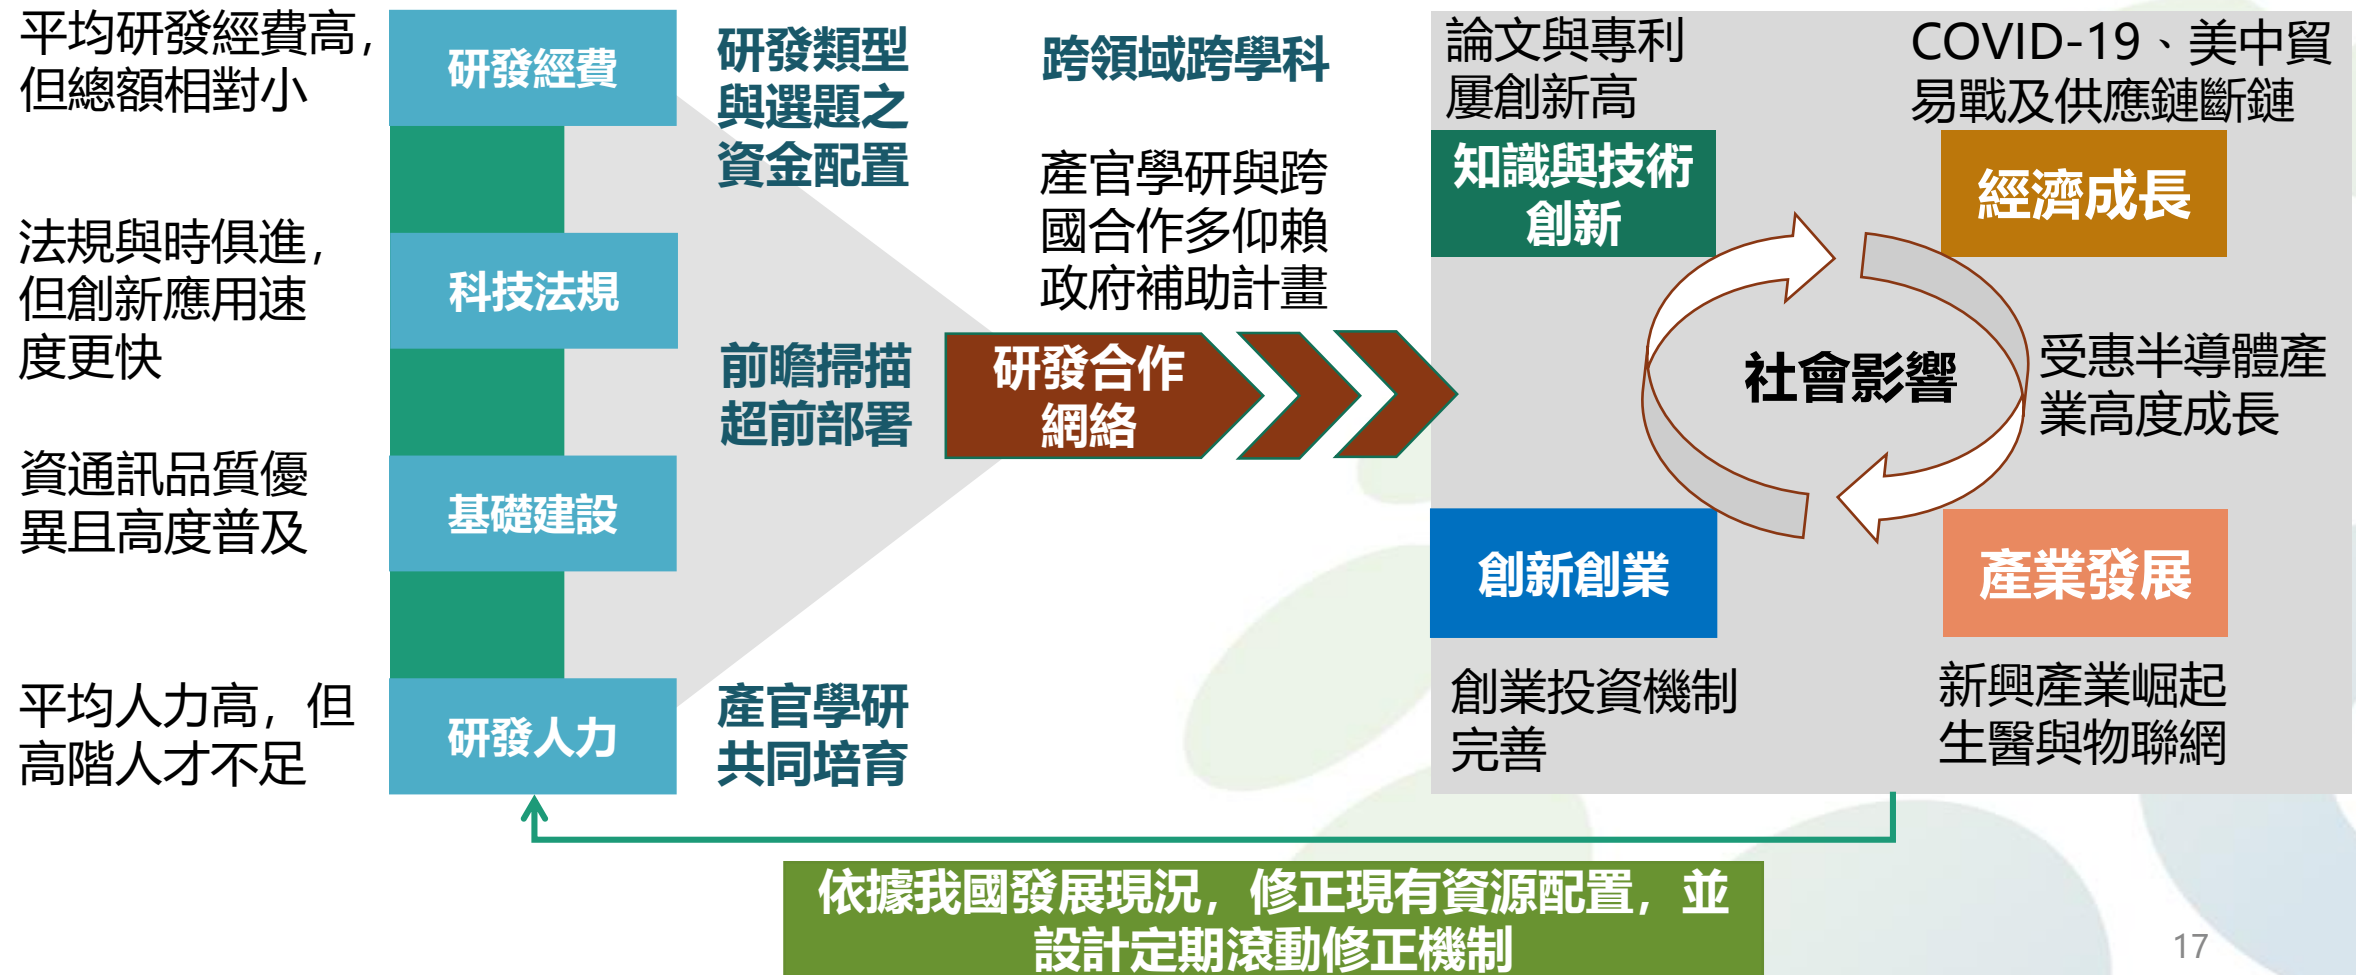 平均研發經費高，
但總額相對小
研發經費
研發類型
與選題之
資金配置
法規與時俱進，
但創新應用速
度更快
科技法規
資通訊品質優
異且高度普及
基礎建設
前瞻掃描
超前部署
平均人力高，但
高階人才不足
研發人力
產官學研
共同培育
跨領域跨學科
產官學研與跨
國合作多仰賴
政府補助計畫
研發合作
網絡
論文與專利
屢創新高
知識與技術
創新
COVID-19、美中貿
易戰及供應鏈斷鏈
經濟成長
社會影響
受惠半導體產
業高度成長
創新創業
創業投資機制
完善
產業發展
新興產業崛起
生醫與物聯網
依據我國發展現況，修正現有資源配置，並
設計定期滾動修正機制
17